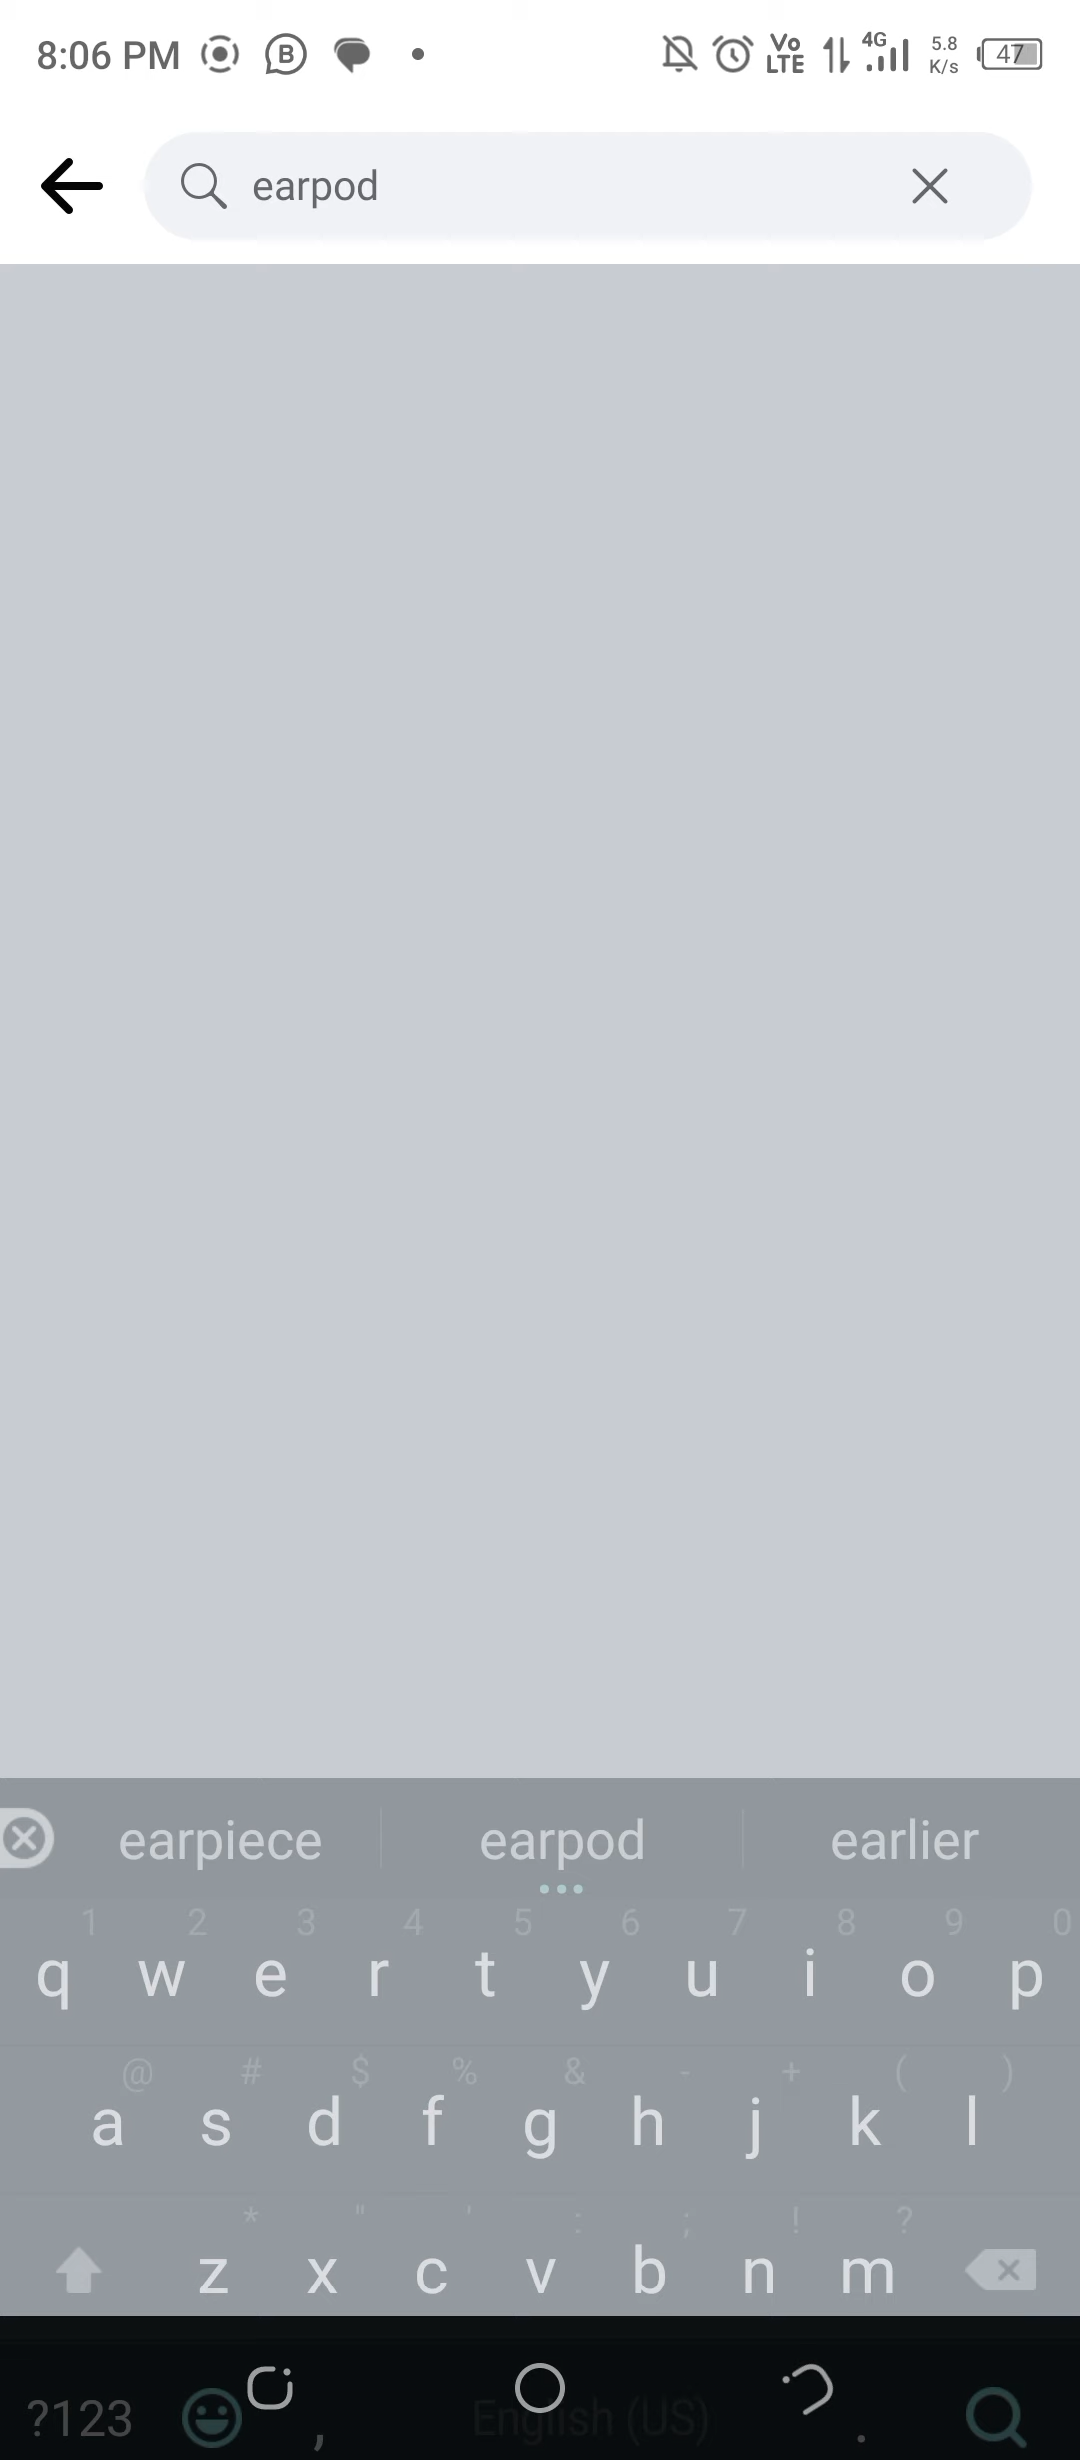 8:06 PM B Vo LTE 4G 5.8 K/s 47
earpod
earpiece earpod earlier
1 2 3 4 5 6 7 8 9 0
q w e r t y u i o p
@ # $ % & - + ( )
a s d f g h j k l
* " ' : ; ! ?
z x c v b n m
?123 , English (US) .